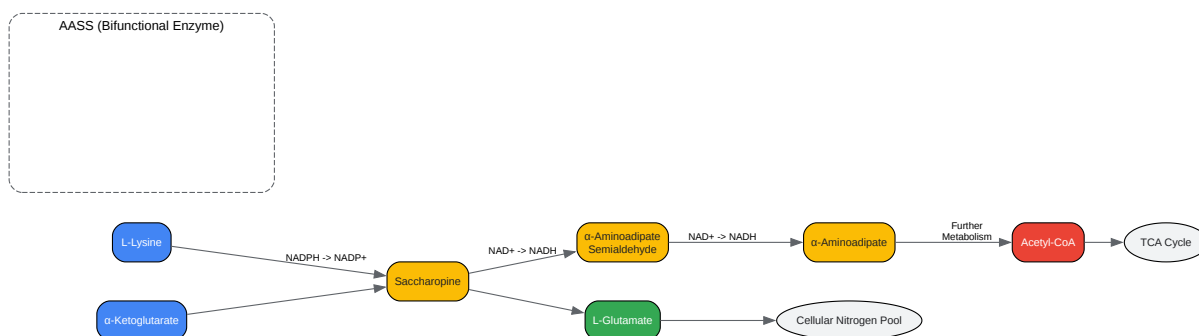 AASS (Bifunctional Enzyme)
L-Lysine
α-Ketoglutarate
NADPH -> NADP+
Saccharopine
NAD+ -> NADH
α-Aminoadipate
Semialdehyde
NAD+ -> NADH
α-Aminoadipate
Further
Metabolism
Acetyl-CoA
TCA Cycle
L-Glutamate
Cellular Nitrogen Pool